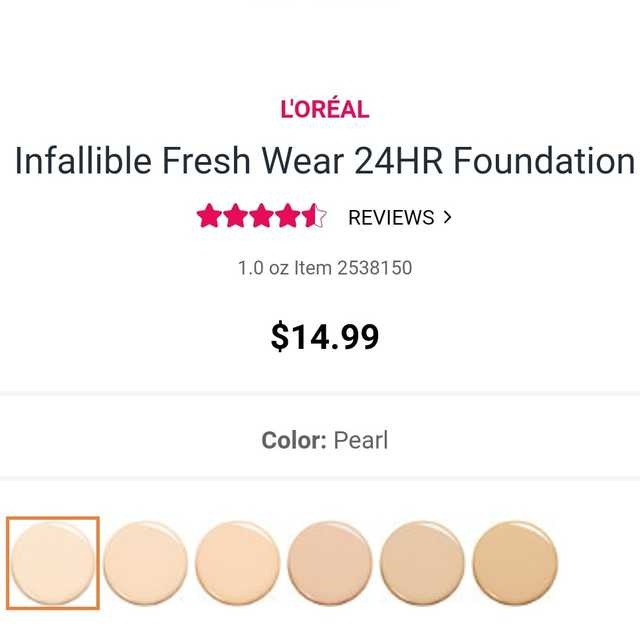 L'ORÉAL
Infallible Fresh Wear 24HR Foundation
REVIEWS >
1.0 oz Item 2538150
$14.99
Color: Pearl